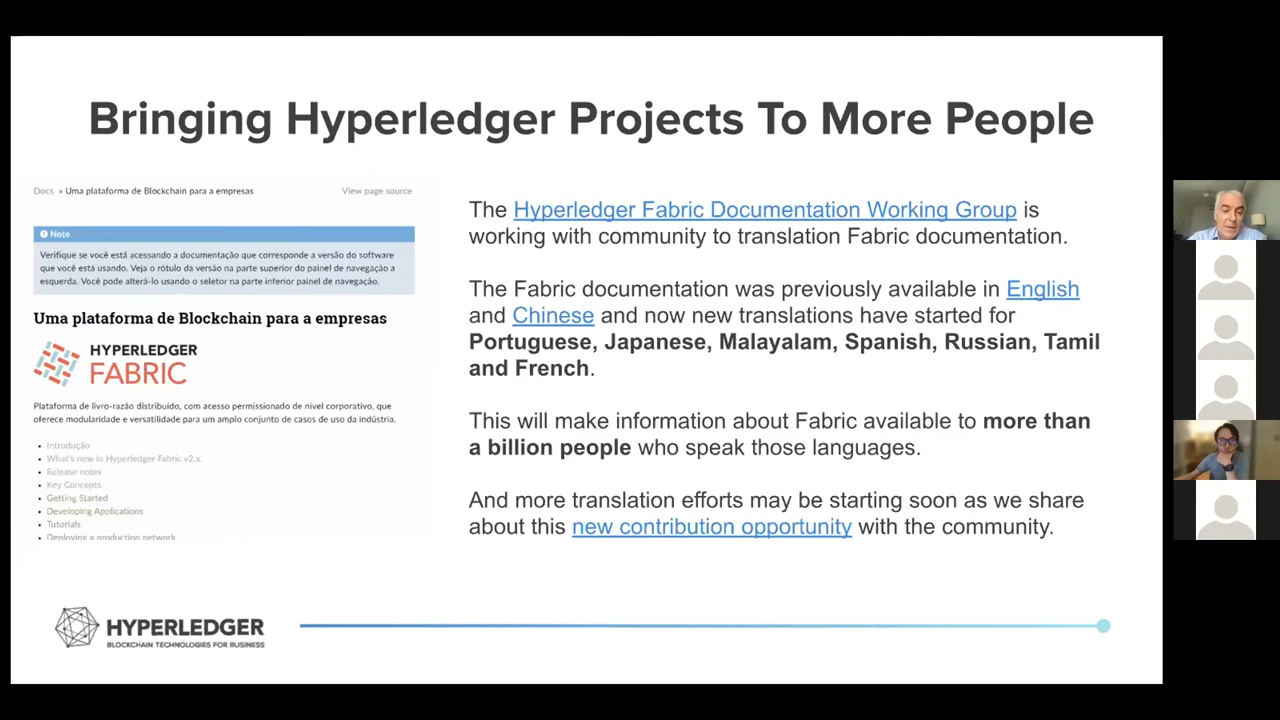 Bringing Hyperledger Projects To More People
Docs » Uma plataforma de Blockchain para a empresas
View page source
Note
Verifique se você está acessando a documentação que corresponde a versão do software
que você está usando. Veja o rótulo da versão na parte superior do painel de navegação a
esquerda. Você pode alterá-lo usando o seletor na parte inferior painel de navegação.
Uma plataforma de Blockchain para a empresas
HYPERLEDGER
FABRIC
Plataforma de livro-razão distribuído, com acesso permissionado de nível corporativo, que
oferece modularidade e versatilidade para um amplo conjunto de casos de uso da indústria.
• Introdução
• What's new in Hyperledger Fabric v2.x
• Release notes
• Key Concepts
• Getting Started
• Developing Applications
• Tutorials
• Deploying a production network
The Hyperledger Fabric Documentation Working Group is
working with community to translation Fabric documentation.
The Fabric documentation was previously available in English
and Chinese and now new translations have started for
Portuguese, Japanese, Malayalam, Spanish, Russian, Tamil
and French.
This will make information about Fabric available to more than
a billion people who speak those languages.
And more translation efforts may be starting soon as we share
about this new contribution opportunity with the community.
HYPERLEDGER
BLOCKCHAIN TECHNOLOGIES FOR BUSINESS